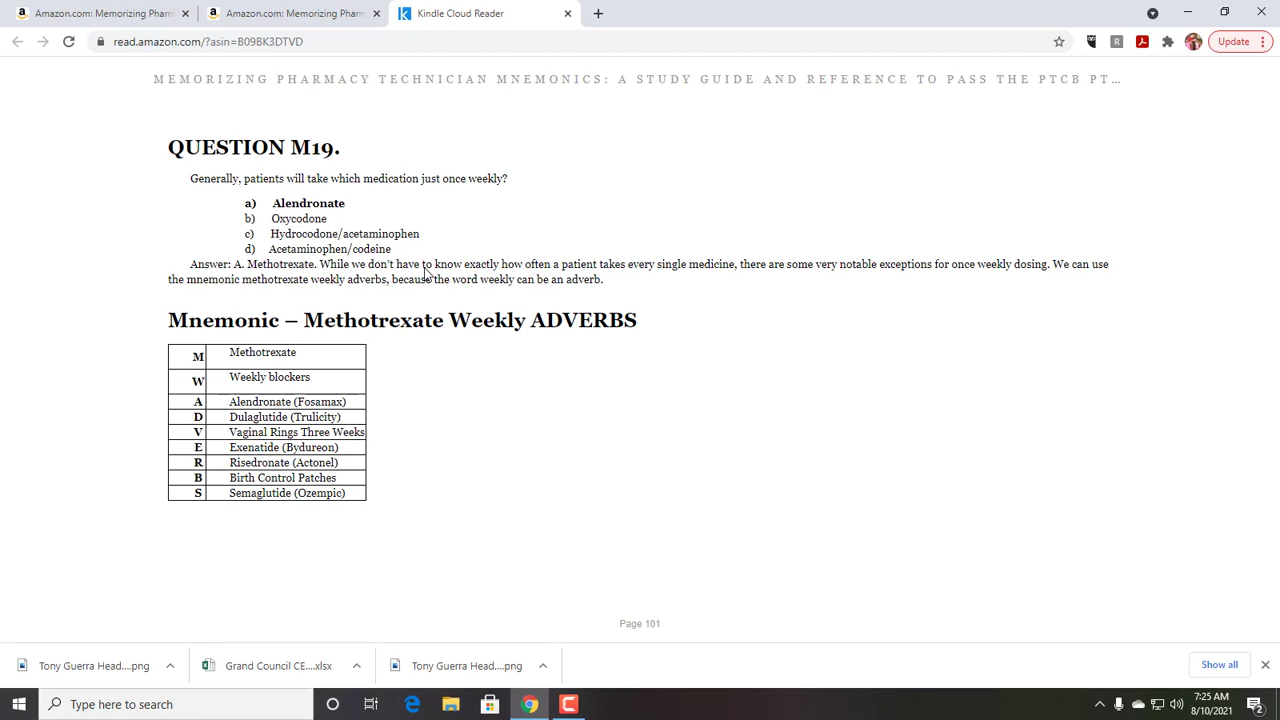 Amazon.com: Memorizing Pharm
Amazon.com: Memorizing Pharm
Kindle Cloud Reader
read.amazon.com/?asin=B09BK3DTVD
Update
MEMORIZING PHARMACY TECHNICIAN MNEMONICS: A STUDY GUIDE AND REFERENCE TO PASS THE PTCB PT…
QUESTION M19.
Generally, patients will take which medication just once weekly?
a) Alendronate
b) Oxycodone
c) Hydrocodone/acetaminophen
d) Acetaminophen/codeine
Answer: A. Methotrexate. While we don't have to know exactly how often a patient takes every single medicine, there are some very notable exceptions for once weekly dosing. We can use
the mnemonic methotrexate weekly adverbs, because the word weekly can be an adverb.
Mnemonic – Methotrexate Weekly ADVERBS
M Methotrexate
W Weekly blockers
A Alendronate (Fosamax)
D Dulaglutide (Trulicity)
V Vaginal Rings Three Weeks
E Exenatide (Bydureon)
R Risedronate (Actonel)
B Birth Control Patches
S Semaglutide (Ozempic)
Page 101
Tony Guerra Head....png
Grand Council CE....xlsx
Tony Guerra Head....png
Show all
Type here to search
7:25 AM
8/10/2021
2